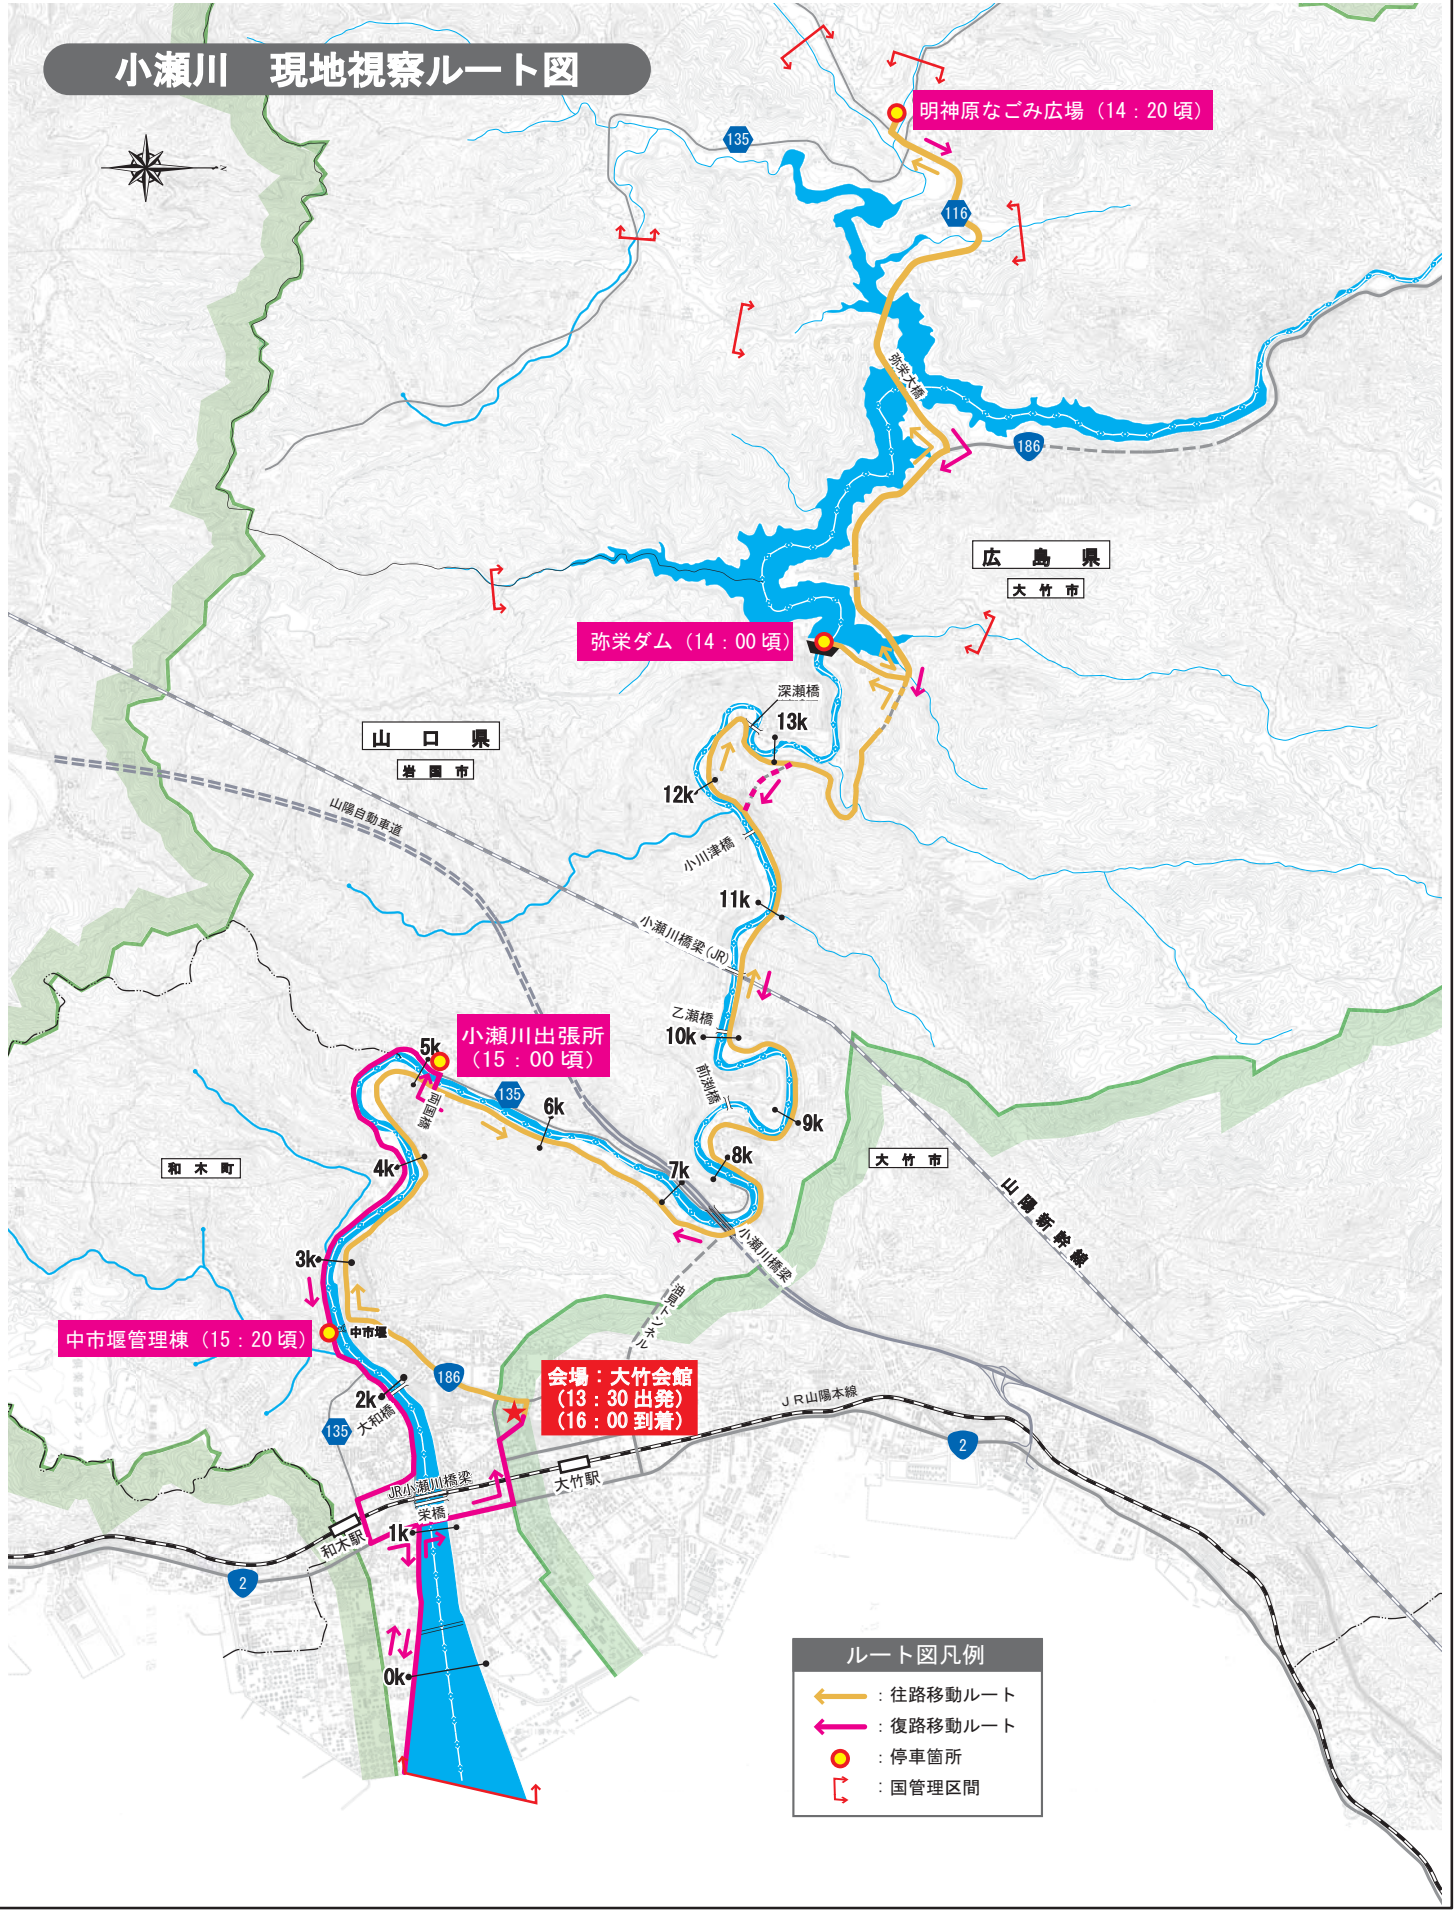 小瀬川　現地視察ルート図
明神原なごみ広場（14：20頃）
135
116
弥栄大橋
186
広　島　県
大 竹 市
弥栄ダム（14：00頃）
深瀬橋
13k
山　口　県
岩 国 市
12k
山陽自動車道
小川津橋
11k
小瀬川橋梁(JR)
乙瀬橋
10k
小瀬川出張所
（15：00頃）
5k
両国橋
135
6k
前渕橋
9k
8k
7k
4k
和 木 町
大 竹 市
山陽新幹線
小瀬川橋梁
油見トンネル
3k
中市堰管理棟（15：20頃）
中市堰
186
2k
大和橋
135
会場：大竹会館
（13：30出発）
（16：00到着）
ＪＲ山陽本線
2
JR小瀬川橋梁
大竹駅
栄橋
和木駅
1k
2
0k
ルート図凡例
：往路移動ルート
：復路移動ルート
：停車箇所
：国管理区間